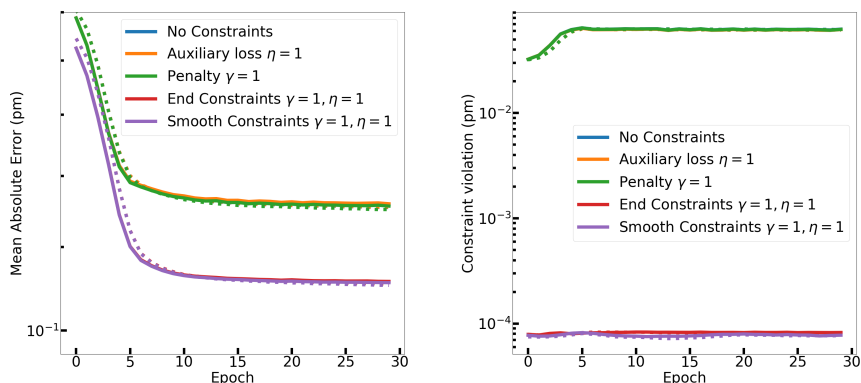 Mean Absolute Error (pm)
10⁻¹
0 5 10 15 20 25 30
Epoch
No Constraints
Auxiliary loss η = 1
Penalty γ = 1
End Constraints γ = 1, η = 1
Smooth Constraints γ = 1, η = 1
Constraint violation (pm)
10⁻²
10⁻³
10⁻⁴
0 5 10 15 20 25 30
Epoch
No Constraints
Auxiliary loss η = 1
Penalty γ = 1
End Constraints γ = 1, η = 1
Smooth Constraints γ = 1, η = 1